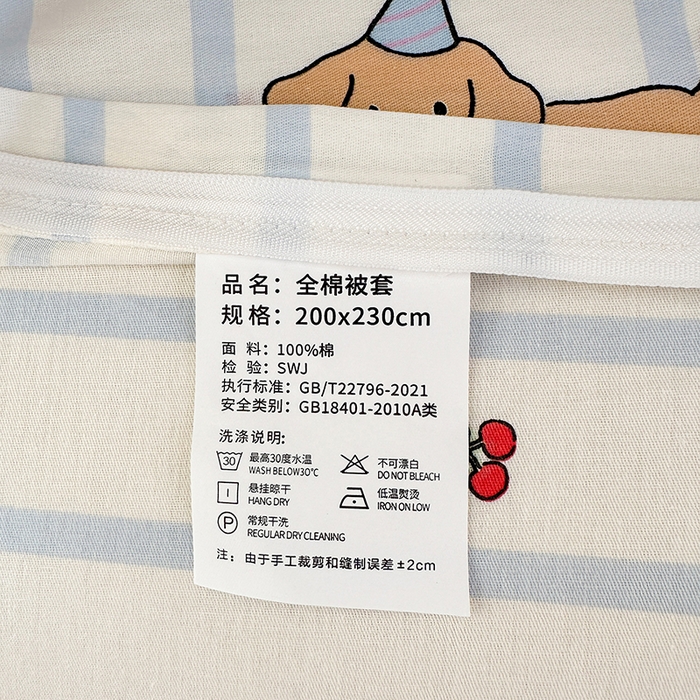 品名：全棉被套
规格：200x230cm
面 料：100%棉
检 验：SWJ
执行标准：GB/T22796-2021
安全类别：GB18401-2010A类
洗涤说明：
30 最高30度水温 不可漂白
WASH BELOW30℃ DO NOT BLEACH
悬挂晾干 低温熨烫
HANG DRY IRON ON LOW
P 常规干洗
REGULAR DRY CLEANING
注：由于手工裁剪和缝制误差±2cm